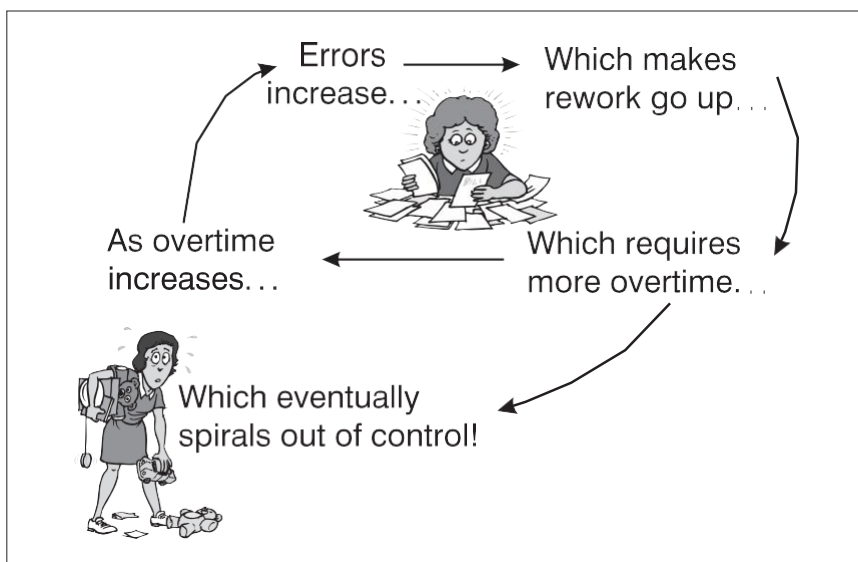 Errors
increase...
Which makes
rework go up...
Which requires
more overtime...
As overtime
increases...
Which eventually
spirals out of control!